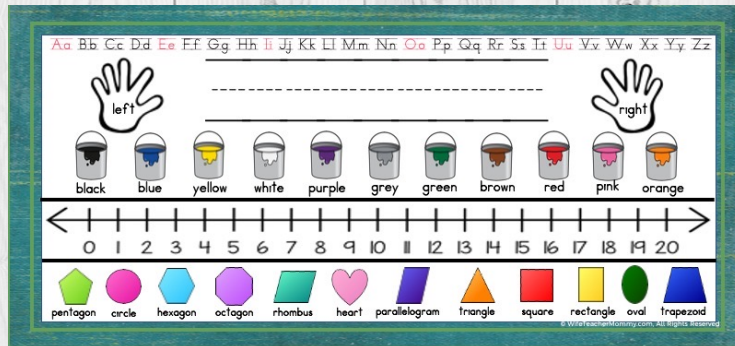 Aa Bb Cc Dd Ee Ff Gg Hh Ii Jj Kk Ll Mm Nn Oo Pp Qq Rr Ss Tt Uu Vv Ww Xx Yy Zz
left right
black blue yellow white purple grey green brown red pink orange
0 1 2 3 4 5 6 7 8 9 10 11 12 13 14 15 16 17 18 19 20
pentagon circle hexagon octagon rhombus heart parallelogram triangle square rectangle oval trapezoid
© WifeTeacherMommy.com, All Rights Reserved